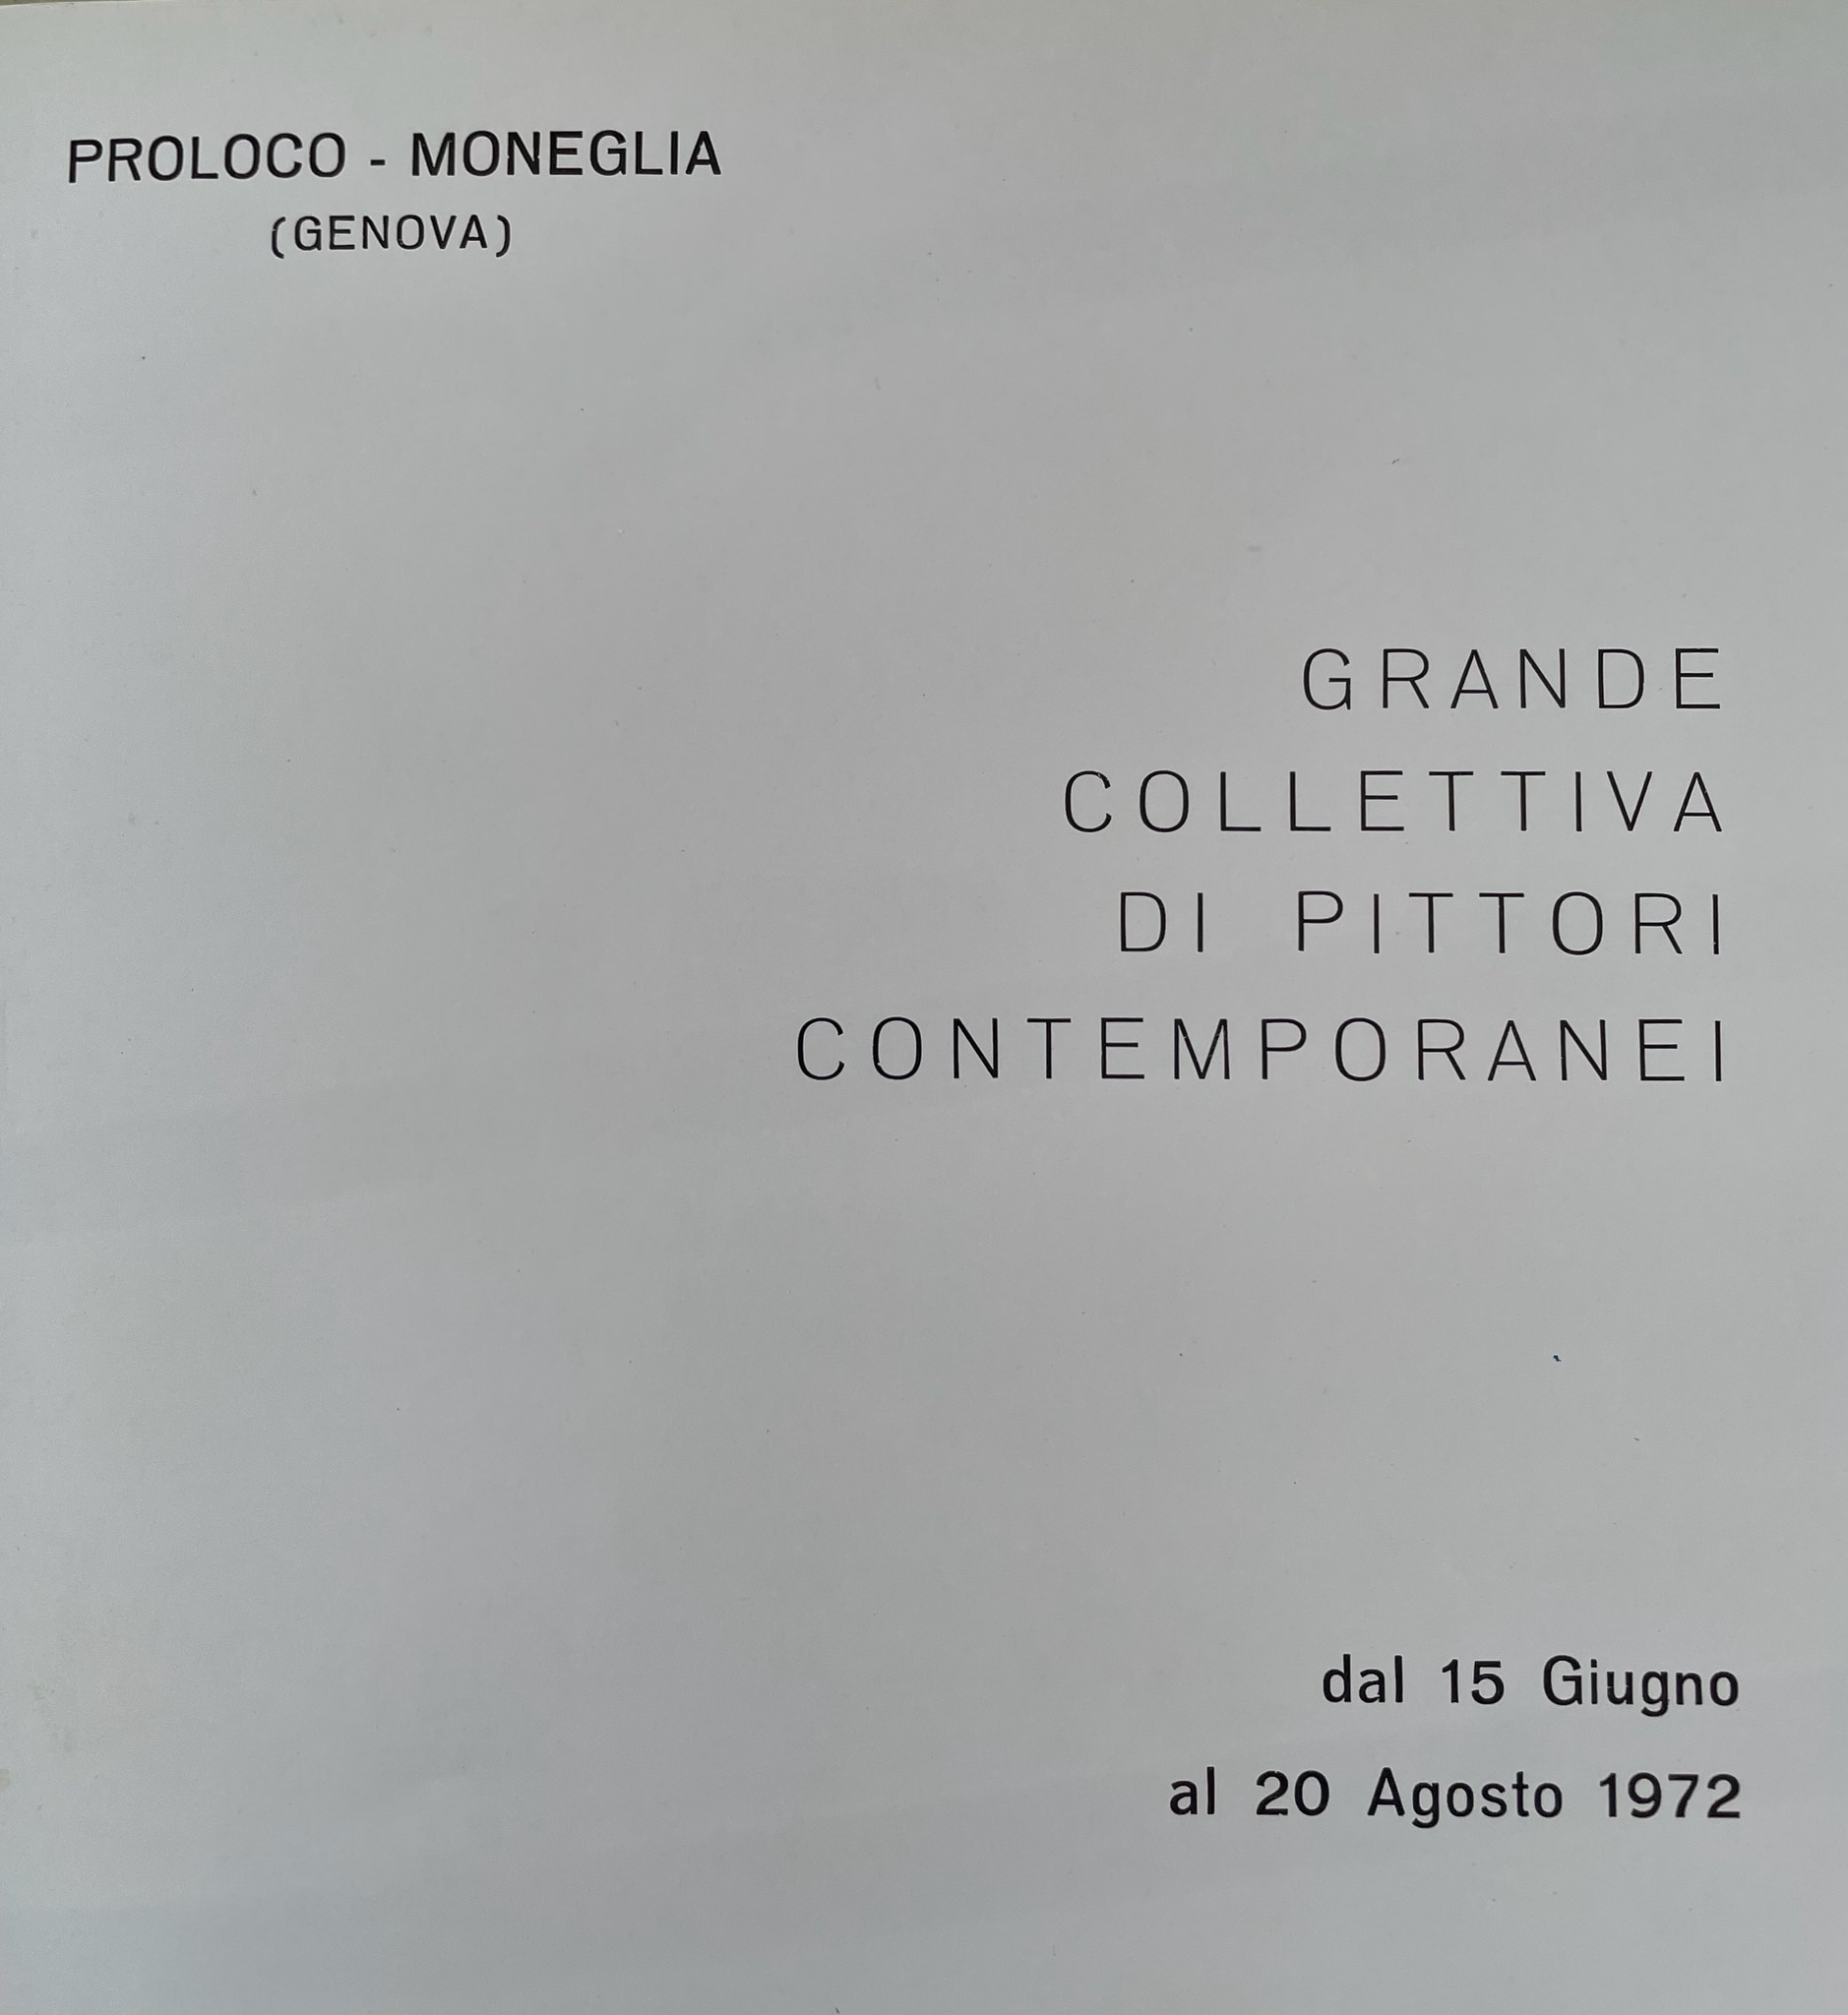 PROLOCO - MONEGLIA
(GENOVA)
GRANDE
COLLETTIVA
DI PITTORI
CONTEMPORANEI
dal 15 Giugno
al 20 Agosto 1972